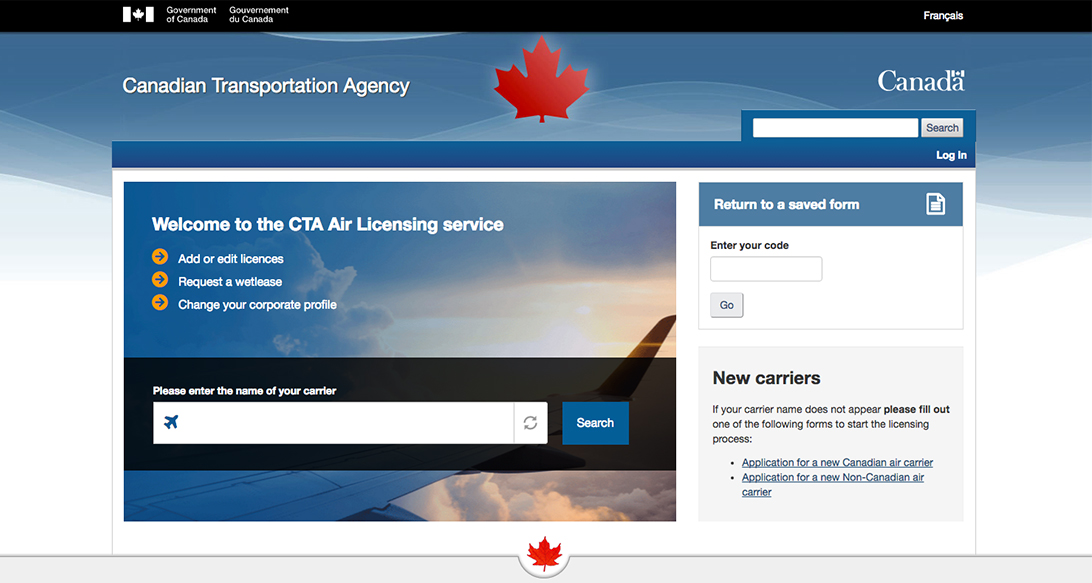 Government
of Canada
Gouvernement
du Canada
Français
Canadian Transportation Agency
Canada
Search
Log In
Welcome to the CTA Air Licensing service
Add or edit licences
Request a wetlease
Change your corporate profile
Please enter the name of your carrier
Search
Return to a saved form
Enter your code
Go
New carriers
If your carrier name does not appear please fill out
one of the following forms to start the licensing
process:
• Application for a new Canadian air carrier
• Application for a new Non-Canadian air
carrier